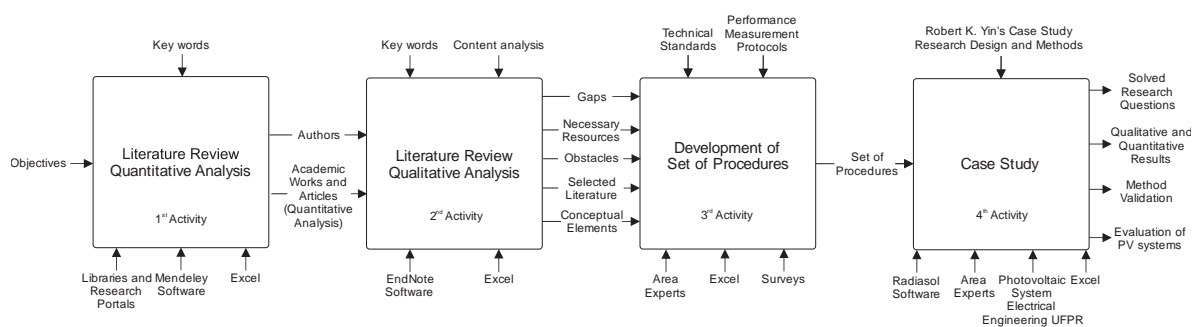 Key words
Objectives
Literature Review
Quantitative Analysis
1st Activity
Libraries and
Research
Portals
Mendeley
Software
Excel
Authors
Academic
Works and
Articles
(Quantitative
Analysis)
Key words
Content analysis
Literature Review
Qualitative Analysis
2nd Activity
EndNote
Software
Excel
Gaps
Necessary
Resources
Obstacles
Selected
Literature
Conceptual
Elements
Technical
Standards
Performance
Measurement
Protocols
Development of
Set of Procedures
3rd Activity
Area
Experts
Excel
Surveys
Set of
Procedures
Robert K. Yin's Case Study
Research Design and Methods
Case Study
4th Activity
Radiasol
Software
Area
Experts
Photovoltaic
System
Electrical
Engineering UFPR
Excel
Solved
Research
Questions
Qualitative and
Quantitative
Results
Method
Validation
Evaluation of
PV systems